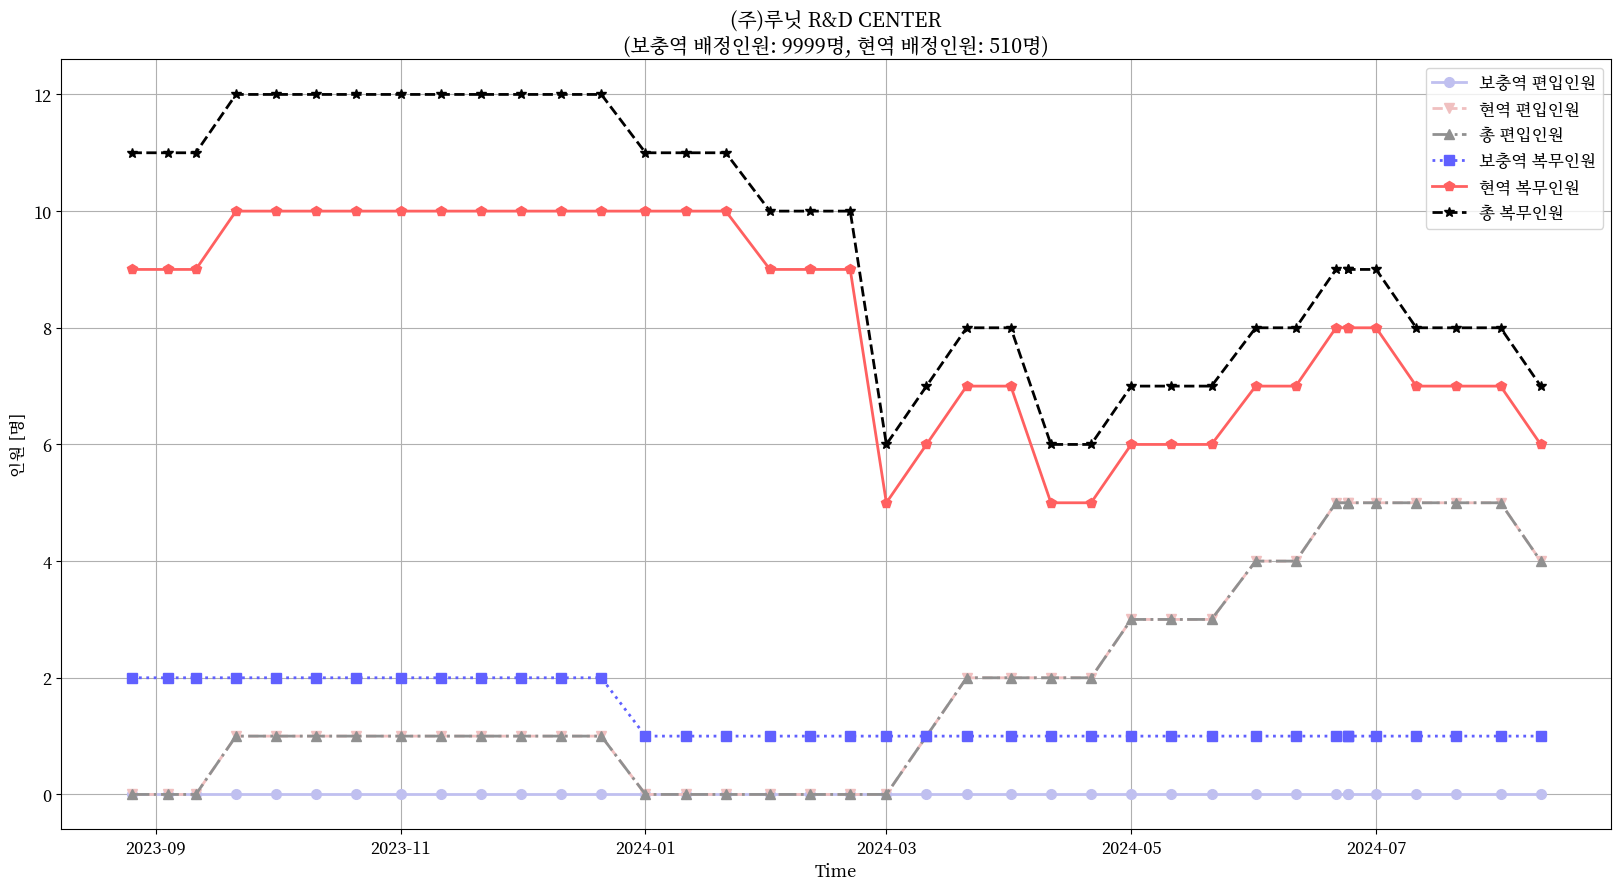 (주)루닛 R&D CENTER
(보충역 배정인원: 9999명, 현역 배정인원: 510명)
보충역 편입인원
현역 편입인원
총 편입인원
보충역 복무인원
현역 복무인원
총 복무인원
인원 [명]
12
10
8
6
4
2
0
2023-09
2023-11
2024-01
2024-03
2024-05
2024-07
Time